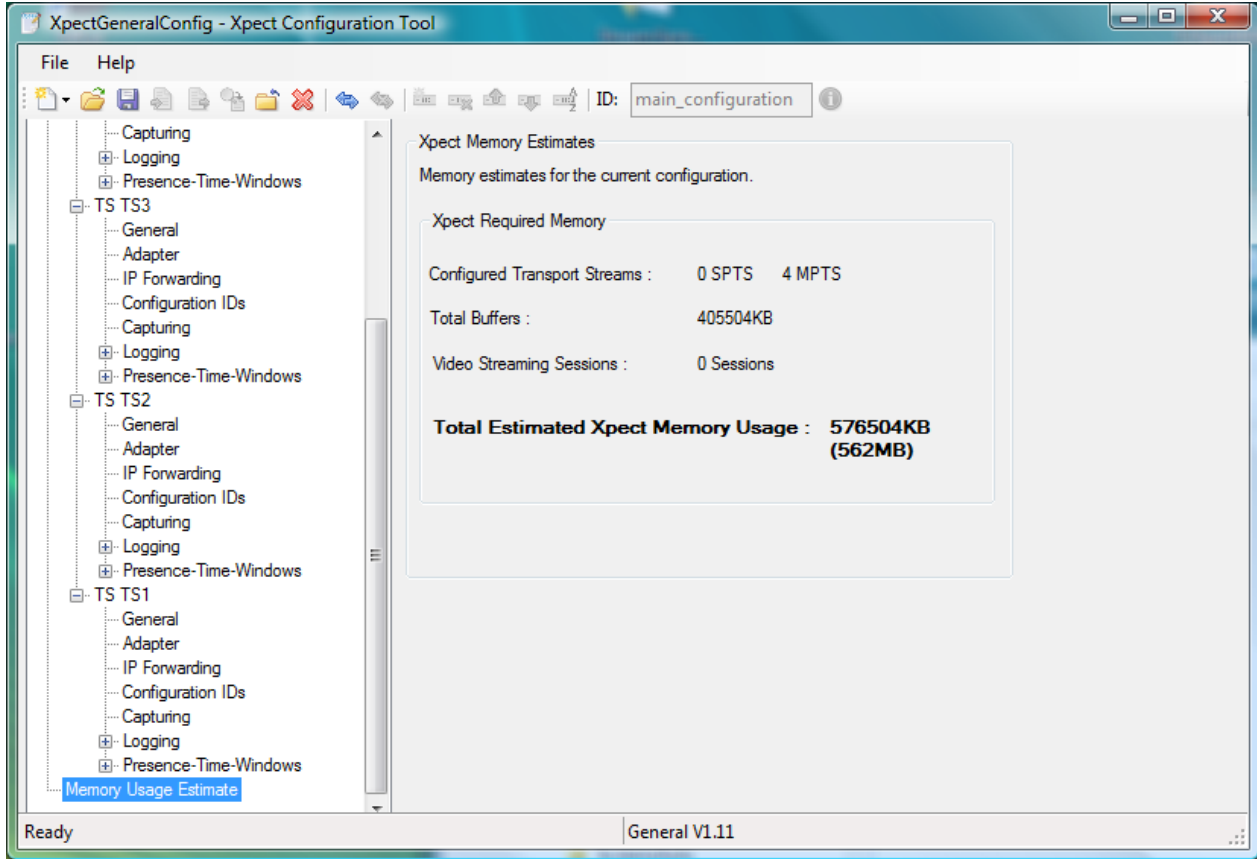 XpectGeneralConfig - Xpect Configuration Tool
File Help
ID: main_configuration
Capturing
Logging
Presence-Time-Windows
TS TS3
General
Adapter
IP Forwarding
Configuration IDs
Capturing
Logging
Presence-Time-Windows
TS TS2
General
Adapter
IP Forwarding
Configuration IDs
Capturing
Logging
Presence-Time-Windows
TS TS1
General
Adapter
IP Forwarding
Configuration IDs
Capturing
Logging
Presence-Time-Windows
Memory Usage Estimate
Xpect Memory Estimates
Memory estimates for the current configuration.
Xpect Required Memory
Configured Transport Streams : 0 SPTS 4 MPTS
Total Buffers : 405504KB
Video Streaming Sessions : 0 Sessions
Total Estimated Xpect Memory Usage : 576504KB
(562MB)
Ready General V1.11